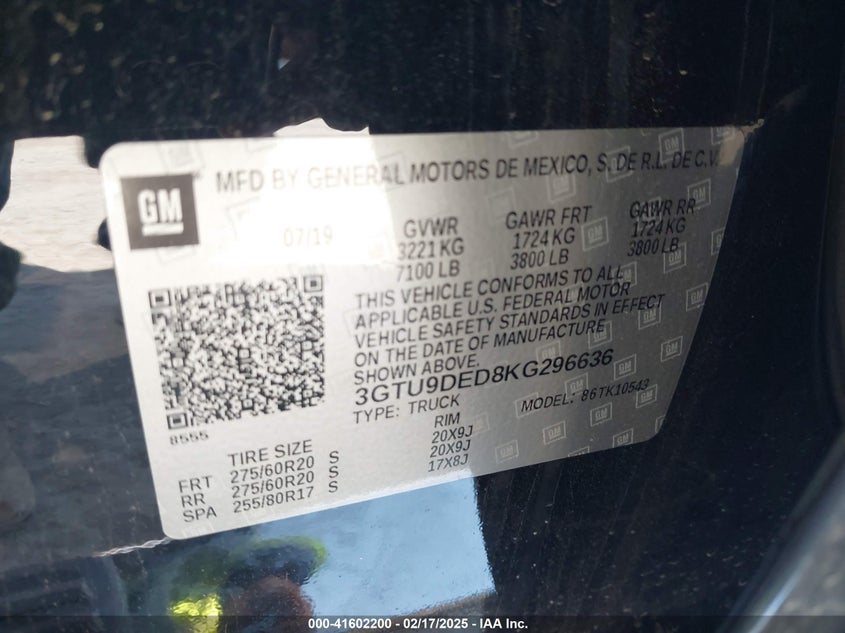 GM
MFD BY GENERAL MOTORS DE MEXICO, S. DE R.L. DE C.V.
07/19
GVWR GAWR FRT GAWR RR
3221 KG 1724 KG 1724 KG
7100 LB 3800 LB 3800 LB
THIS VEHICLE CONFORMS TO ALL
APPLICABLE U.S. FEDERAL MOTOR
VEHICLE SAFETY STANDARDS IN EFFECT
ON THE DATE OF MANUFACTURE
SHOWN ABOVE.
3GTU9DED8KG296636
TYPE: TRUCK MODEL: 86TK10543
8555
TIRE SIZE RIM
FRT 275/60R20 S 20X9J
RR 275/60R20 S 20X9J
SPA 255/80R17 S 17X8J
000-41602200 - 02/17/2025 - IAA Inc.